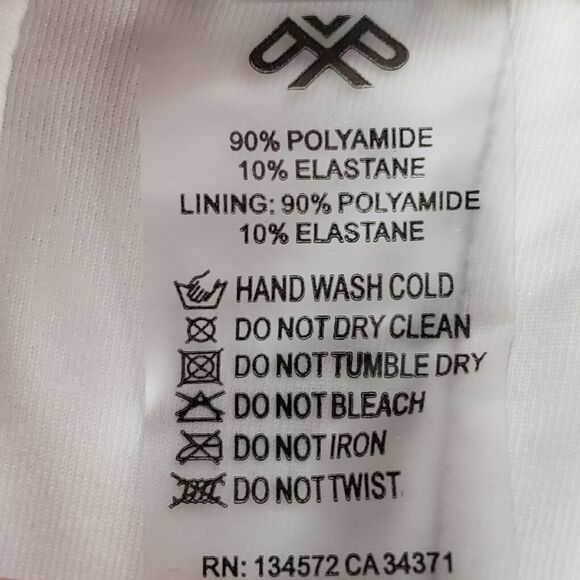 90% POLYAMIDE
10% ELASTANE
LINING: 90% POLYAMIDE
10% ELASTANE
HAND WASH COLD
DO NOT DRY CLEAN
DO NOT TUMBLE DRY
DO NOT BLEACH
DO NOT IRON
DO NOT TWIST
RN: 134572 CA 34371